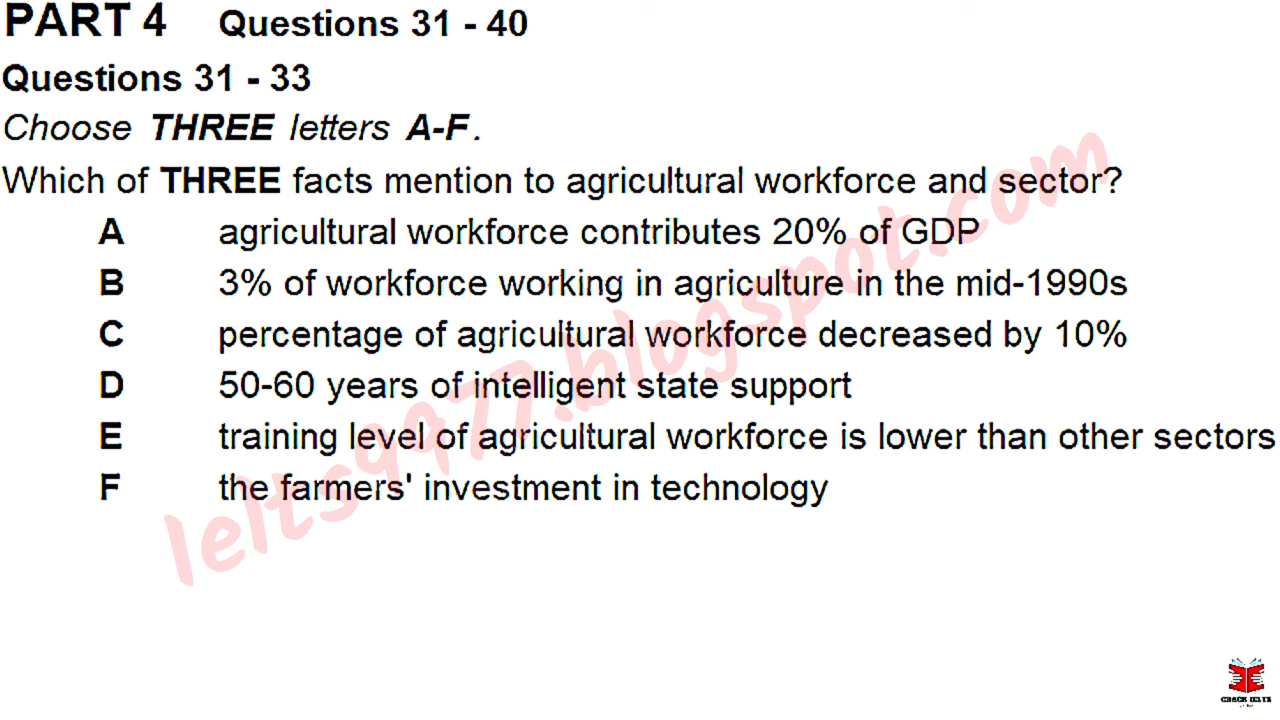 PART 4 Questions 31 - 40
Questions 31 - 33
Choose THREE letters A-F.
Which of THREE facts mention to agricultural workforce and sector?
A agricultural workforce contributes 20% of GDP
B 3% of workforce working in agriculture in the mid-1990s
C percentage of agricultural workforce decreased by 10%
D 50-60 years of intelligent state support
E training level of agricultural workforce is lower than other sectors
F the farmers' investment in technology
Ielts9977.blogspot.com
CRACK IELTS